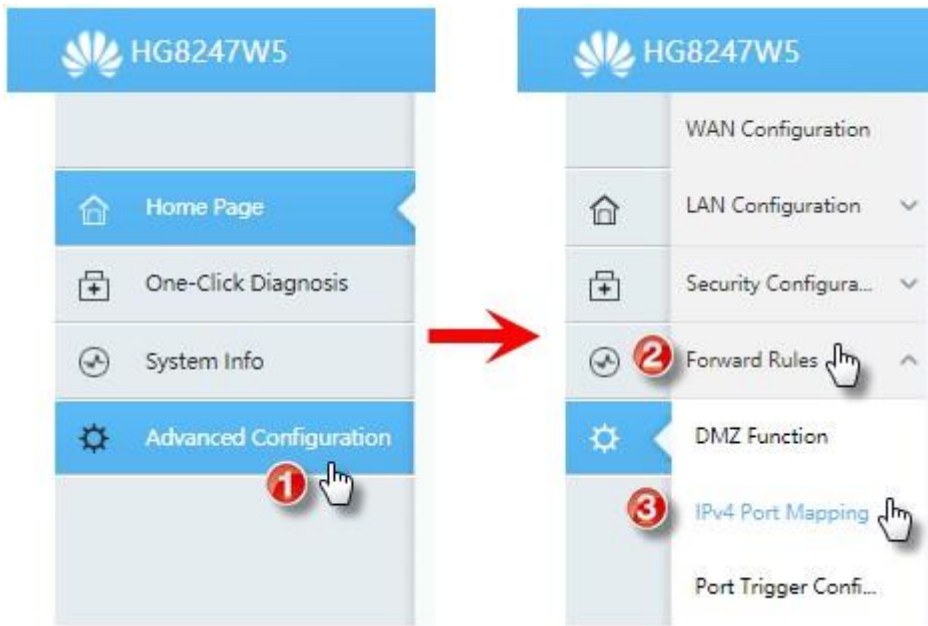 HG8247W5
Home Page
One-Click Diagnosis
System Info
Advanced Configuration
1
HG8247W5
WAN Configuration
LAN Configuration
Security Configura...
2 Forward Rules
DMZ Function
3 IPv4 Port Mapping
Port Trigger Confi...